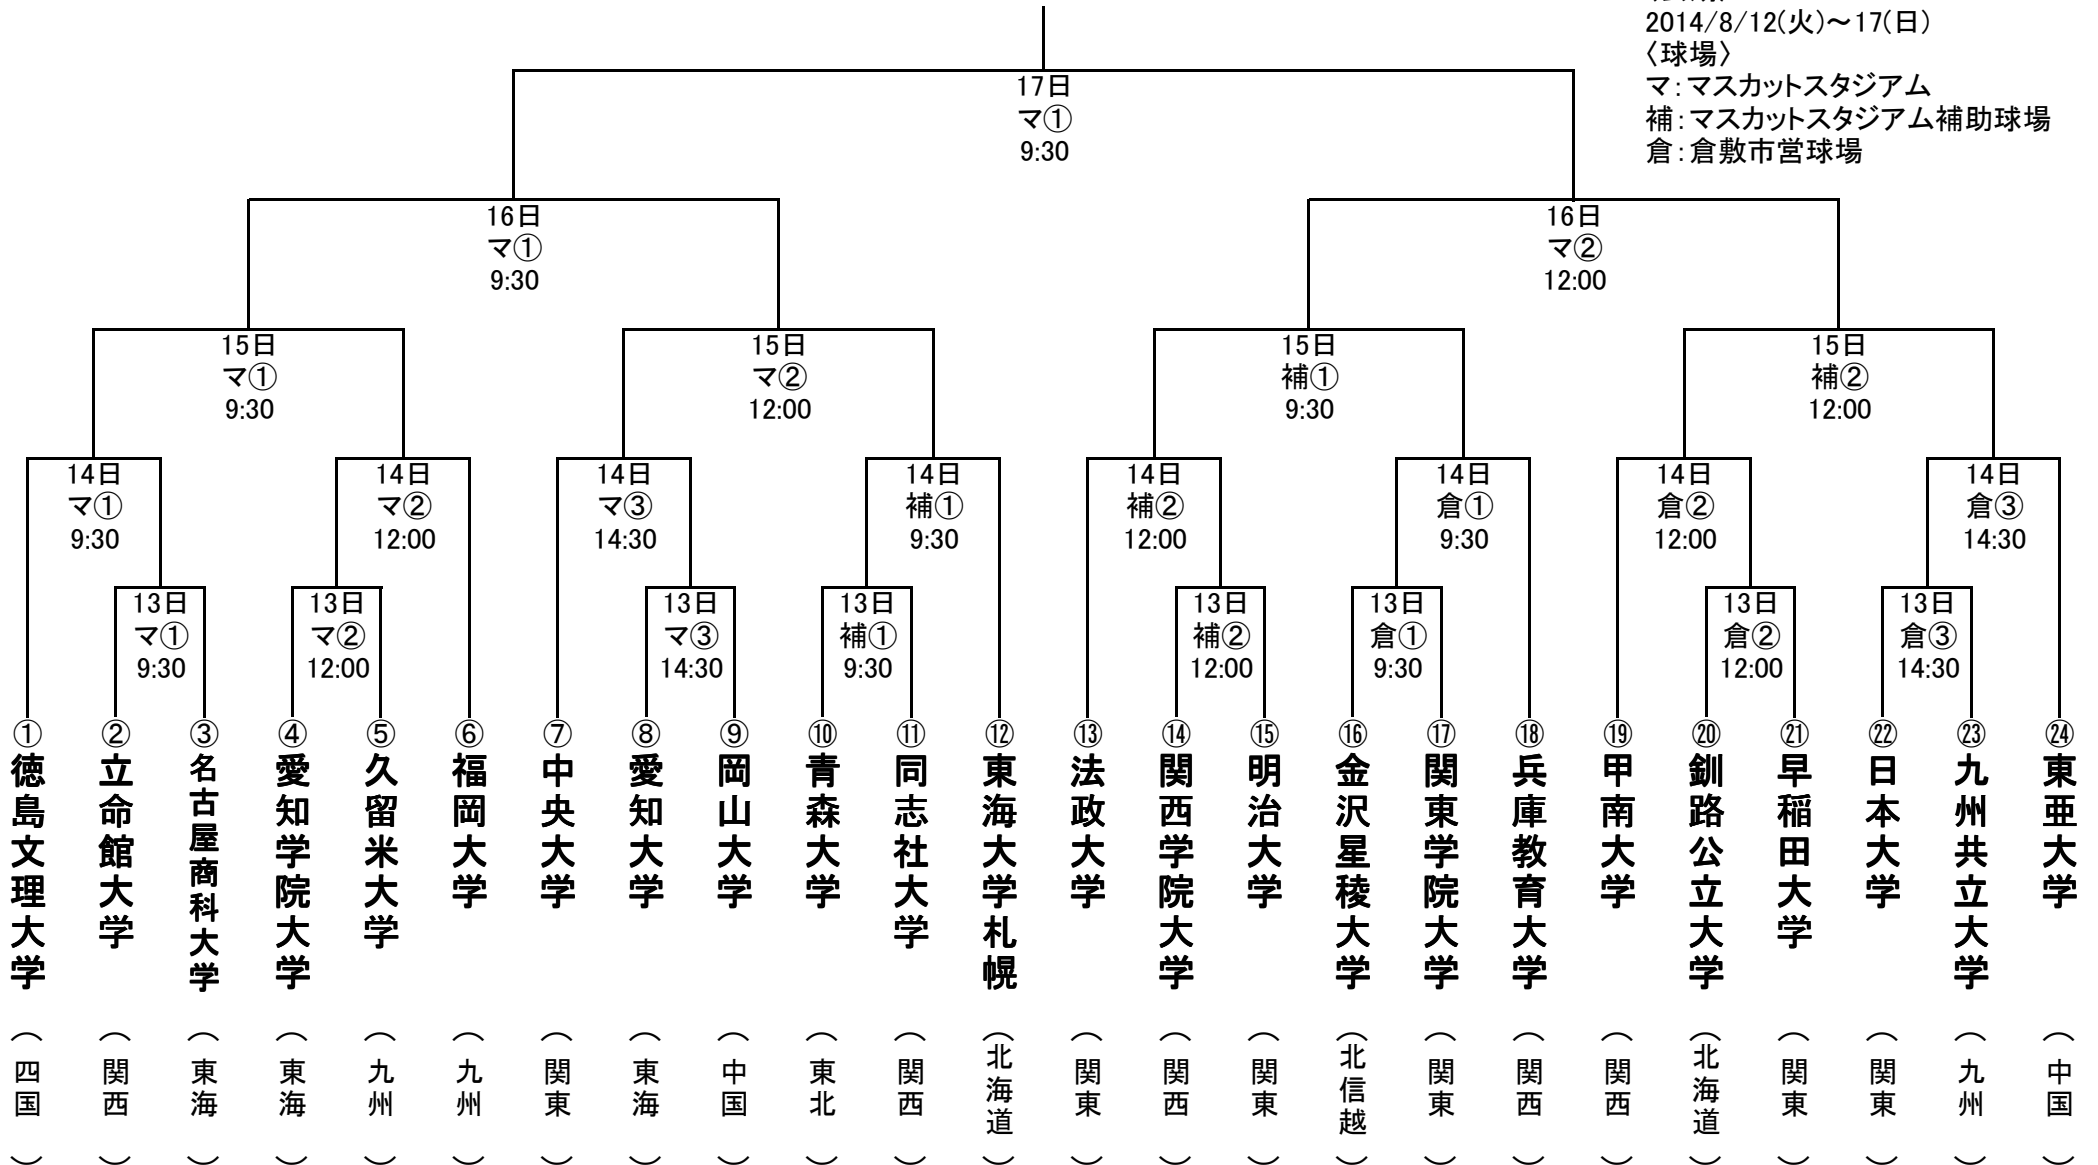 2014/8/12(火)～17(日)
〈球場〉
マ：マスカットスタジアム
補：マスカットスタジアム補助球場
倉：倉敷市営球場
17日
マ①
9:30
16日
マ①
9:30
16日
マ②
12:00
15日
マ①
9:30
15日
マ②
12:00
15日
補①
9:30
15日
補②
12:00
14日
マ①
9:30
14日
マ②
12:00
14日
マ③
14:30
14日
補①
9:30
14日
補②
12:00
14日
倉①
9:30
14日
倉②
12:00
14日
倉③
14:30
13日
マ①
9:30
13日
マ②
12:00
13日
マ③
14:30
13日
補①
9:30
13日
補②
12:00
13日
倉①
9:30
13日
倉②
12:00
13日
倉③
14:30
①徳島文理大学（四国）
②立命館大学（関西）
③名古屋商科大学（東海）
④愛知学院大学（東海）
⑤久留米大学（九州）
⑥福岡大学（九州）
⑦中央大学（関東）
⑧愛知大学（東海）
⑨岡山大学（中国）
⑩青森大学（東北）
⑪同志社大学（関西）
⑫東海大学札幌（北海道）
⑬法政大学（関東）
⑭関西学院大学（関西）
⑮明治大学（関東）
⑯金沢星稜大学（北信越）
⑰関東学院大学（関東）
⑱兵庫教育大学（関西）
⑲甲南大学（関西）
⑳釧路公立大学（北海道）
㉑早稲田大学（関東）
㉒日本大学（関東）
㉓九州共立大学（九州）
㉔東亜大学（中国）